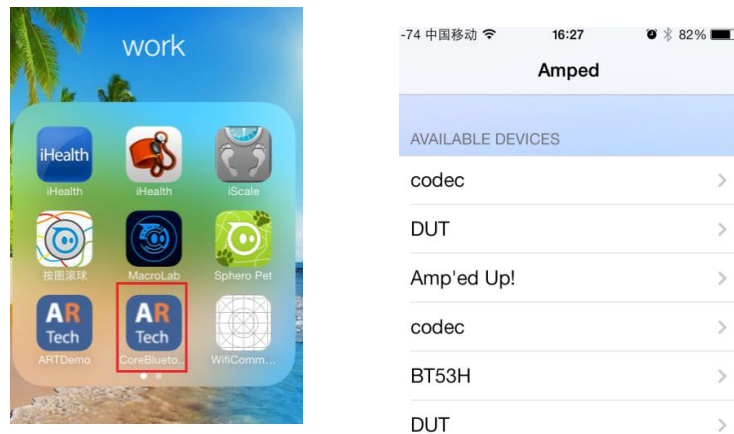 work
iHealth
iHealth
iHealth
iScale
按图滚球
MacroLab
Sphero Pet
AR
Tech
ARTDemo
AR
Tech
CoreBlueto...
WifiComm...
-74 中国移动 16:27 82%
Amped
AVAILABLE DEVICES
codec
DUT
Amp'ed Up!
codec
BT53H
DUT